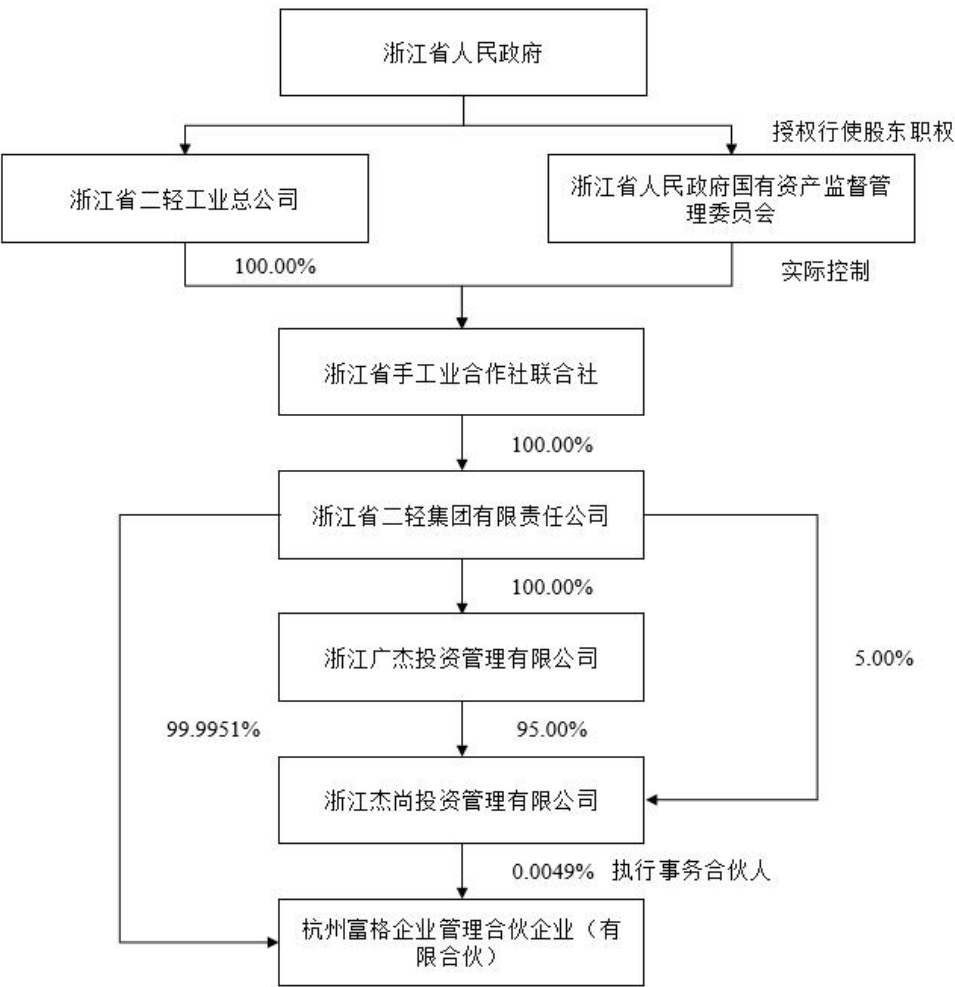 浙江省人民政府
授权行使股东职权
浙江省二轻工业总公司
浙江省人民政府国有资产监督管
理委员会
100.00%
实际控制
浙江省手工业合作社联合社
100.00%
浙江省二轻集团有限责任公司
100.00%
浙江广杰投资管理有限公司
5.00%
99.9951%
95.00%
浙江杰尚投资管理有限公司
0.0049% 执行事务合伙人
杭州富格企业管理合伙企业（有
限合伙）